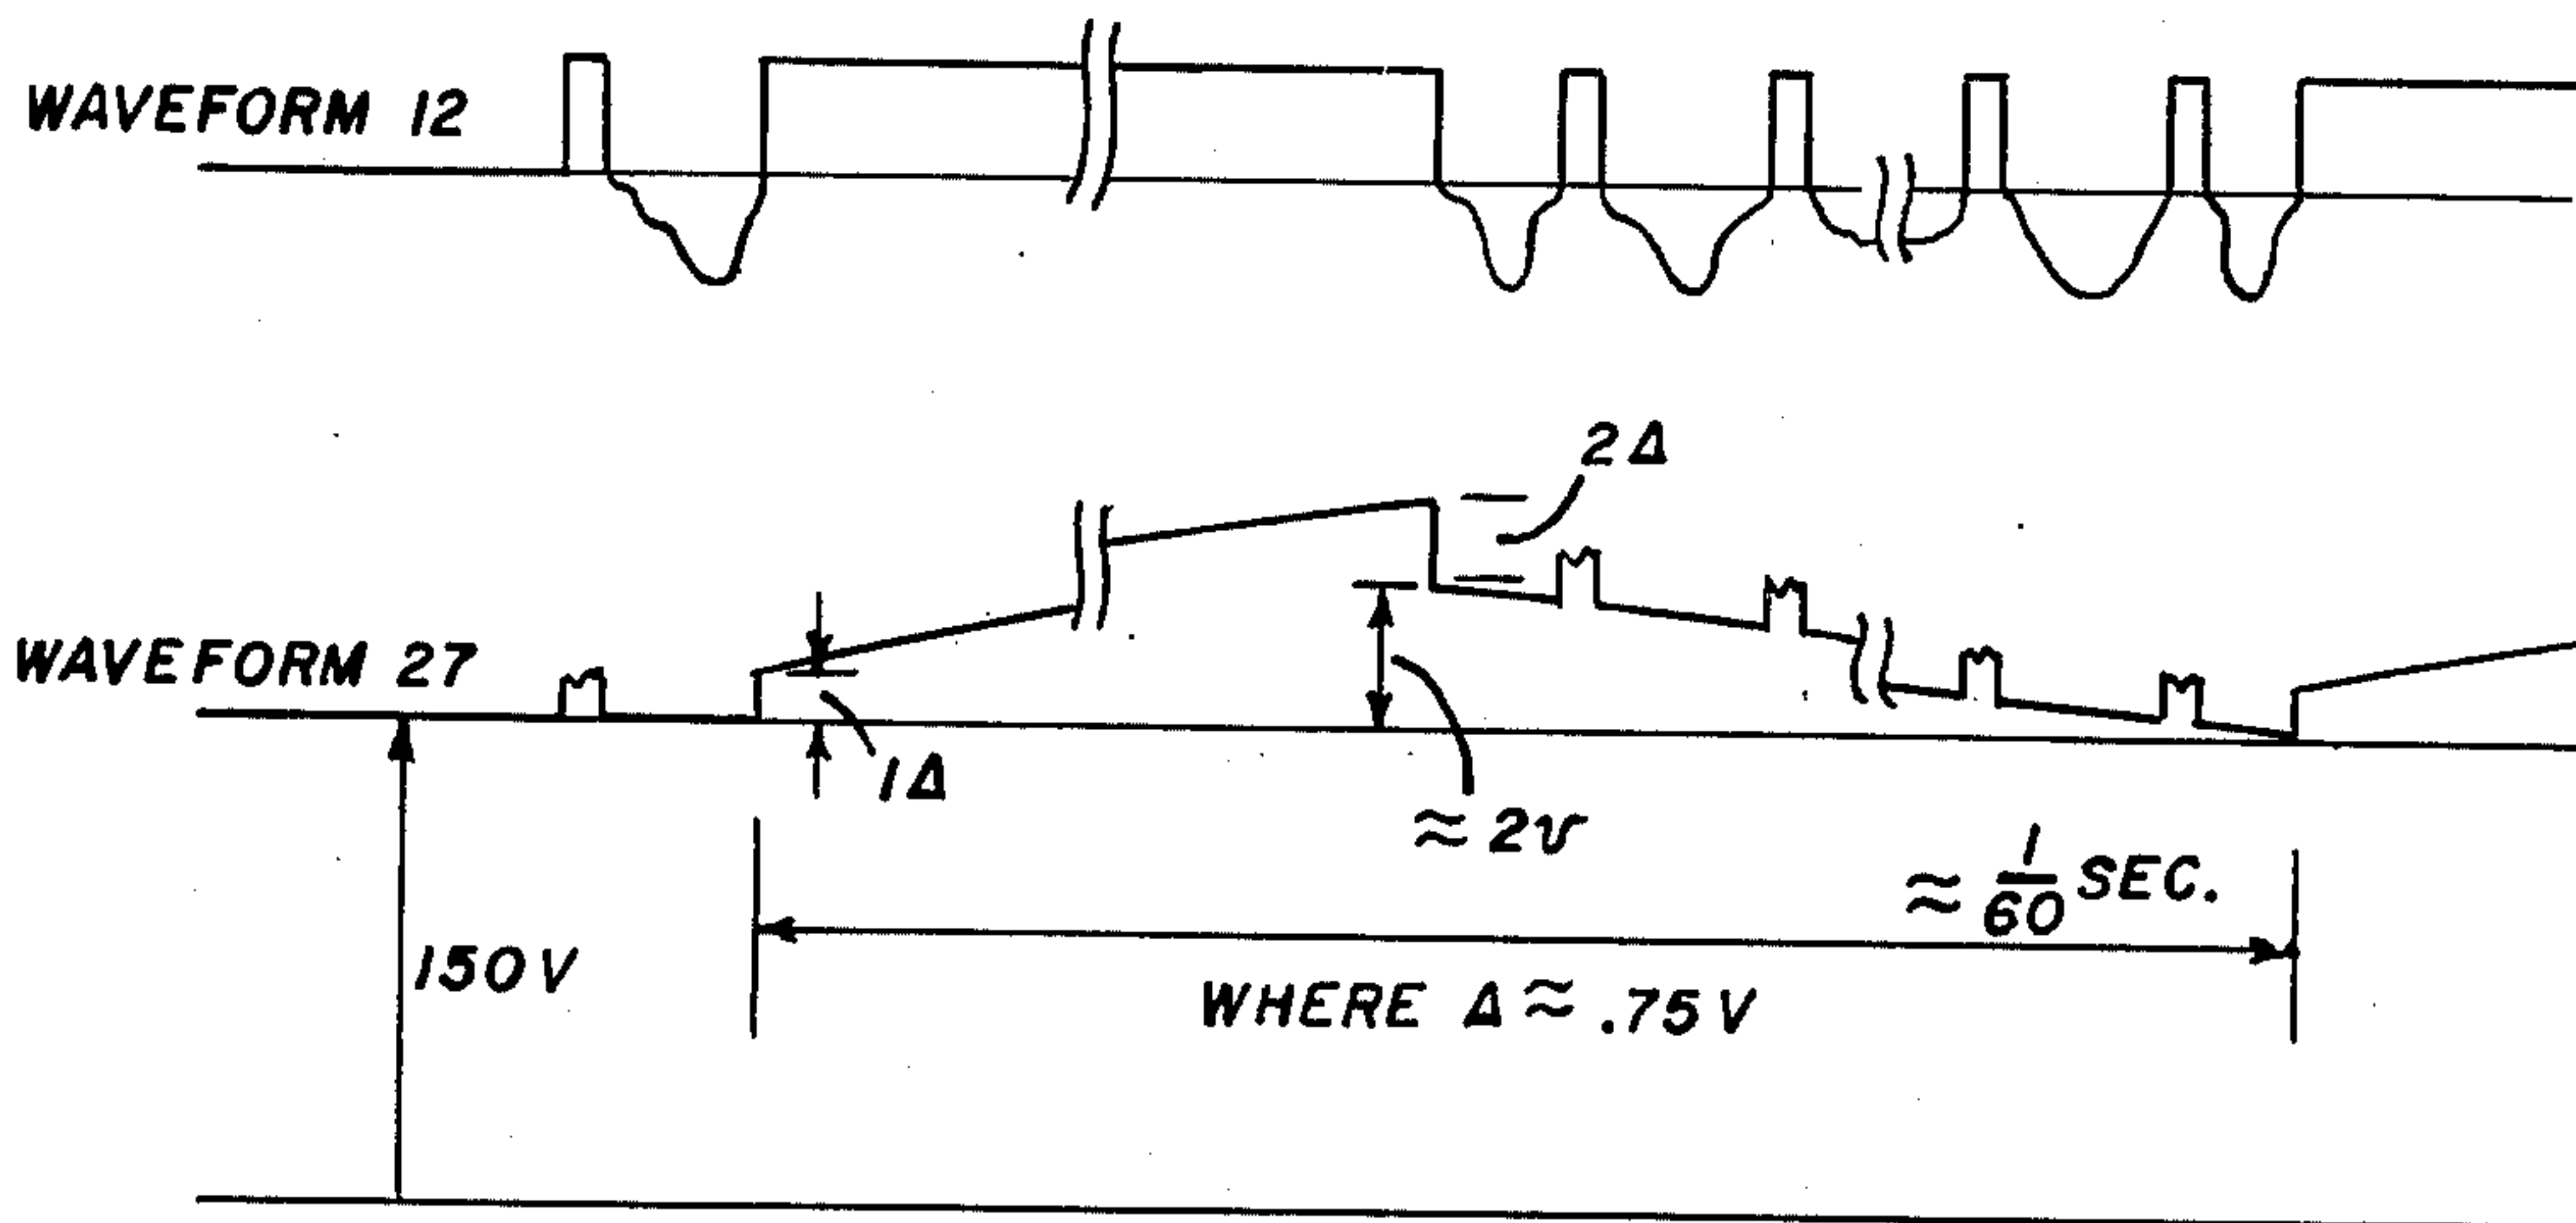 WAVEFORM 12
2Δ
WAVEFORM 27
1Δ
≈ 2v
≈ 1/60 SEC.
150V
WHERE Δ ≈ .75V